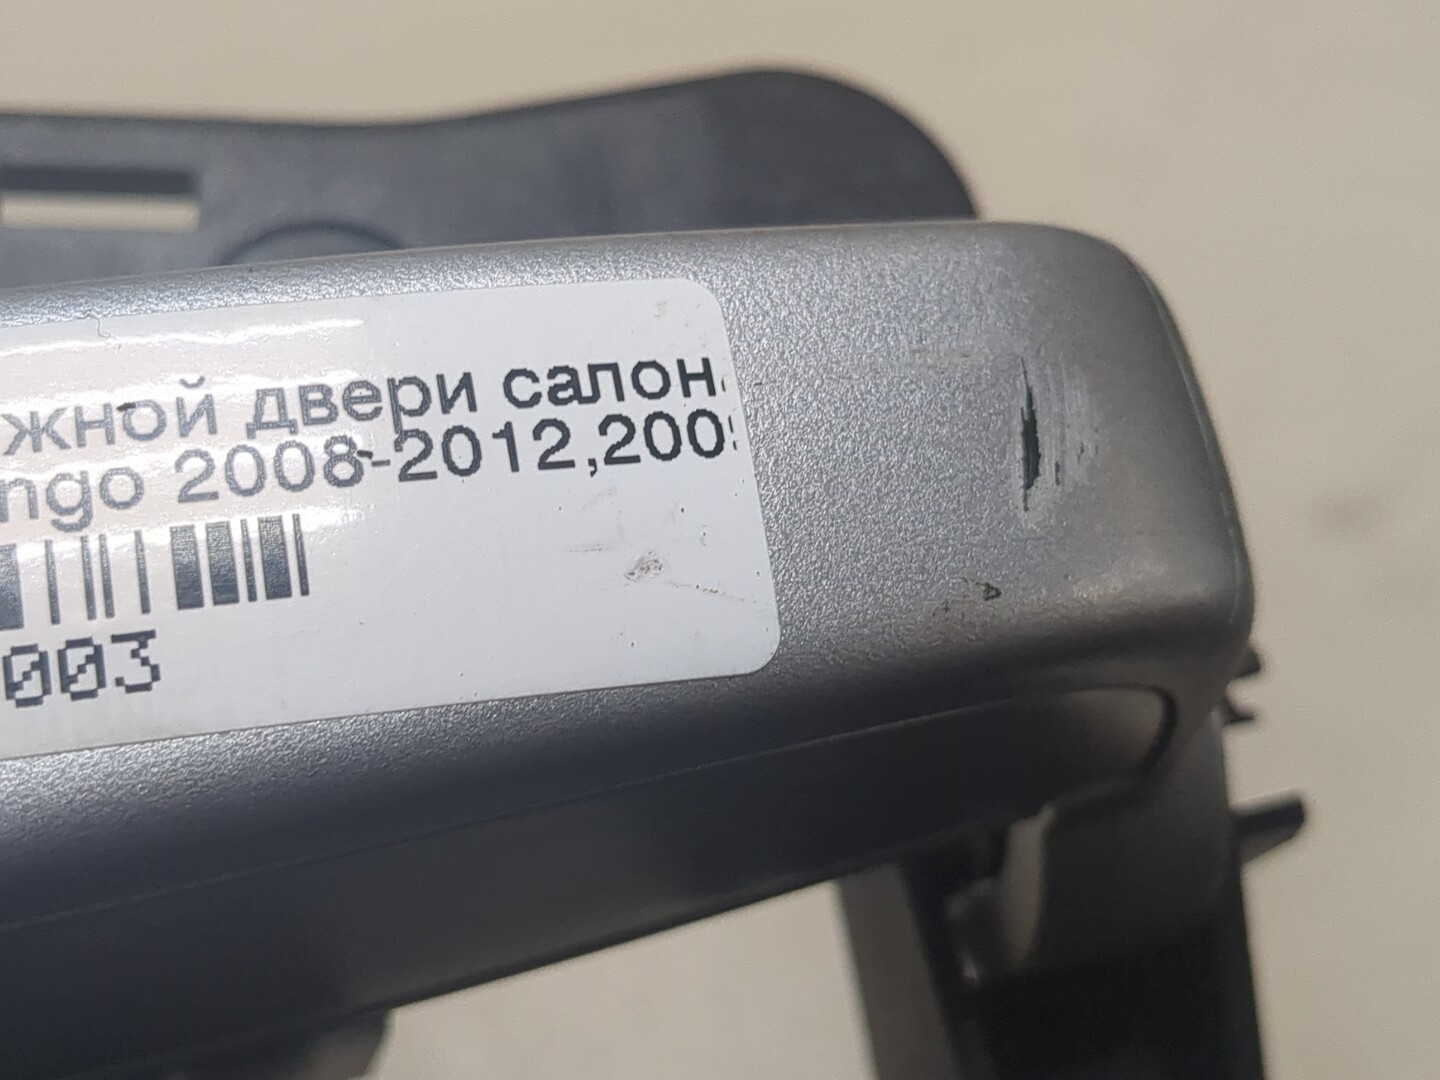 жной двери салон
ngo 2008-2012,200
003